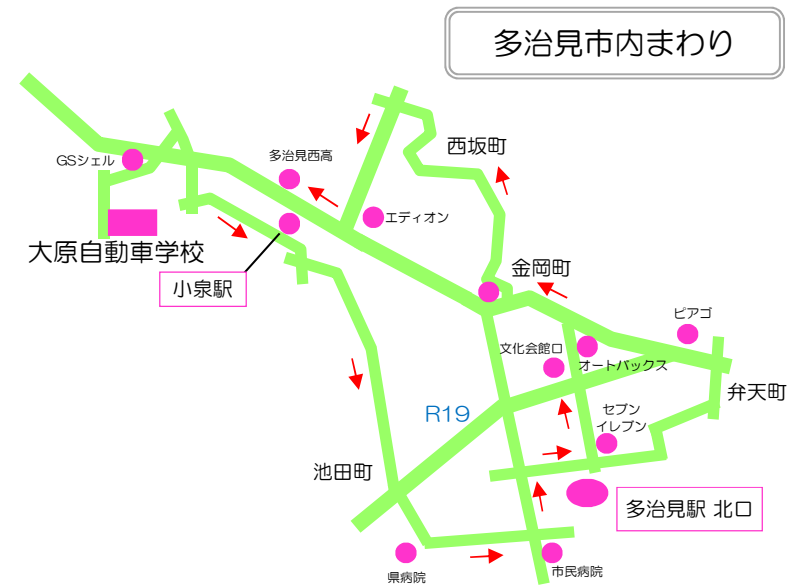 多治見市内まわり
西坂町
GSシェル
多治見西高
エディオン
大原自動車学校
小泉駅
金岡町
ピアゴ
文化会館口
オートバックス
弁天町
R19
セブン
イレブン
池田町
多治見駅 北口
県病院
市民病院